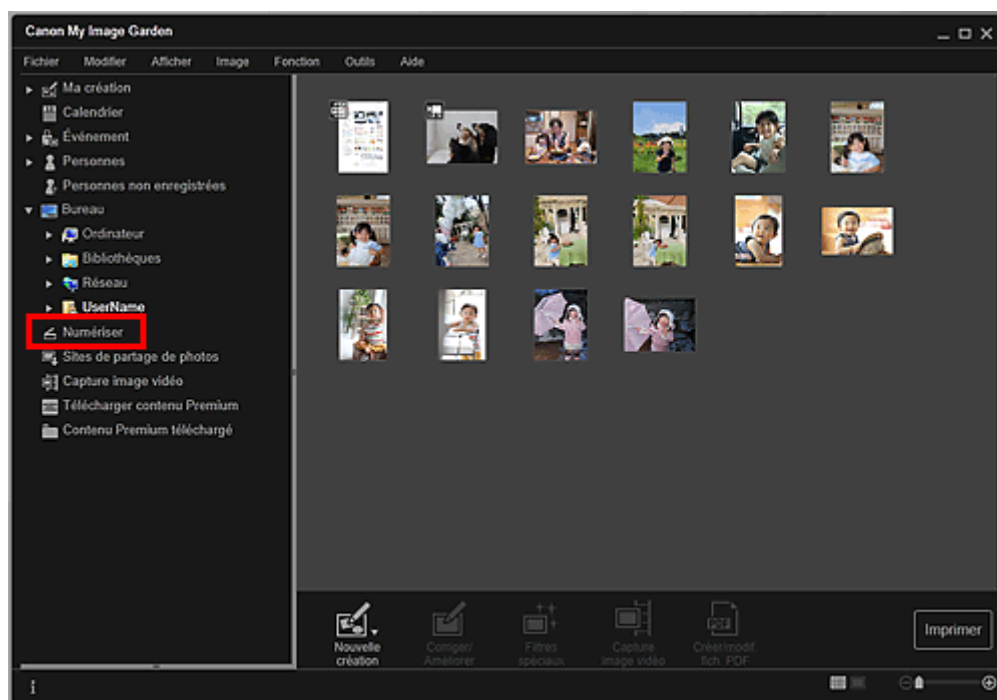 Canon My Image Garden
Fichier Modifier Afficher Image Fonction Outils Aide
Ma création
Calendrier
Événement
Personnes
Personnes non enregistrées
Bureau
Ordinateur
Bibliothèques
Réseau
UserName
Numériser
Sites de partage de photos
Capture image vidéo
Télécharger contenu Premium
Contenu Premium téléchargé
Nouvelle création
Corriger/ Améliorer
Filtres spéciaux
Capture image vidéo
PDF
Créer/modif. fich. PDF
Imprimer